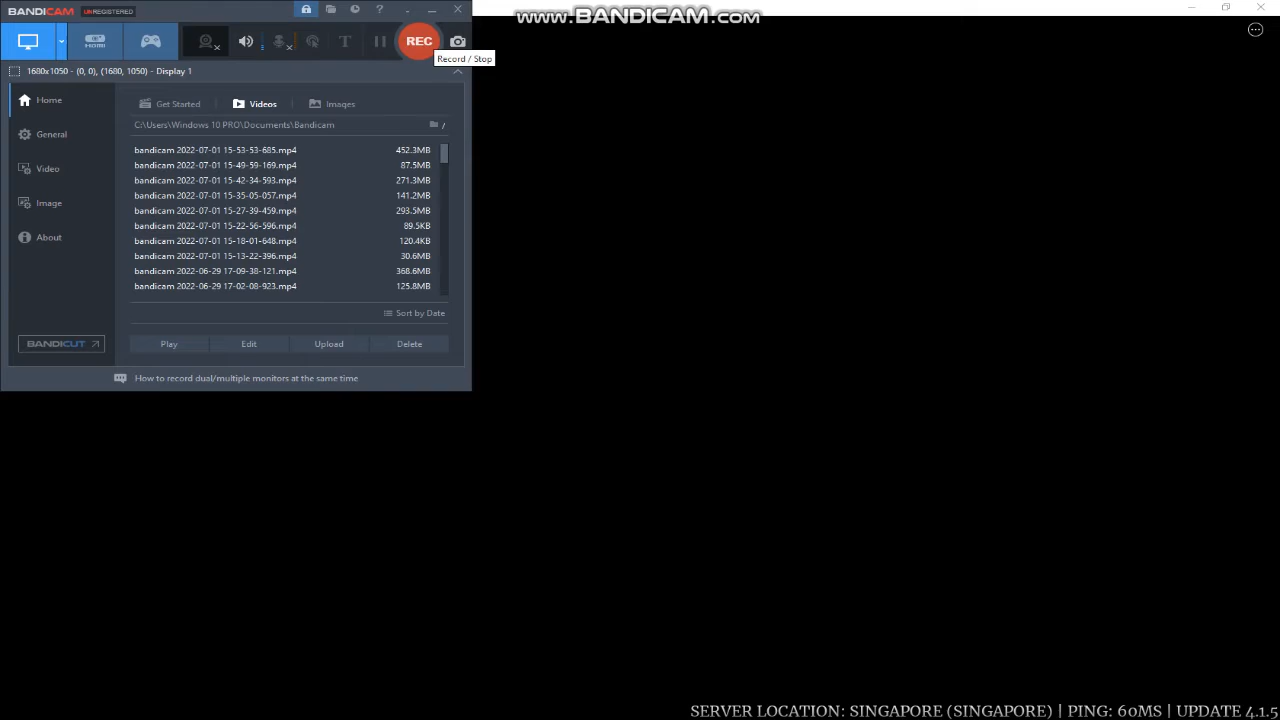 BANDICAM UNREGISTERED
www.BANDICAM.com
HDMI
T
REC
Record / Stop
1680x1050 - (0, 0), (1680, 1050) - Display 1
Home
General
Video
Image
About
BANDICUT
Get Started
Videos
Images
C:\Users\Windows 10 PRO\Documents\Bandicam
/
bandicam 2022-07-01 15-53-53-685.mp4 452.3MB
bandicam 2022-07-01 15-49-59-169.mp4 87.5MB
bandicam 2022-07-01 15-42-34-593.mp4 271.3MB
bandicam 2022-07-01 15-35-05-057.mp4 141.2MB
bandicam 2022-07-01 15-27-39-459.mp4 293.5MB
bandicam 2022-07-01 15-22-56-596.mp4 89.5KB
bandicam 2022-07-01 15-18-01-648.mp4 120.4KB
bandicam 2022-07-01 15-13-22-396.mp4 30.6MB
bandicam 2022-06-29 17-09-38-121.mp4 368.6MB
bandicam 2022-06-29 17-02-08-923.mp4 125.8MB
Sort by Date
Play Edit Upload Delete
How to record dual/multiple monitors at the same time
SERVER LOCATION: SINGAPORE (SINGAPORE) | PING: 60MS | UPDATE 4.1.5